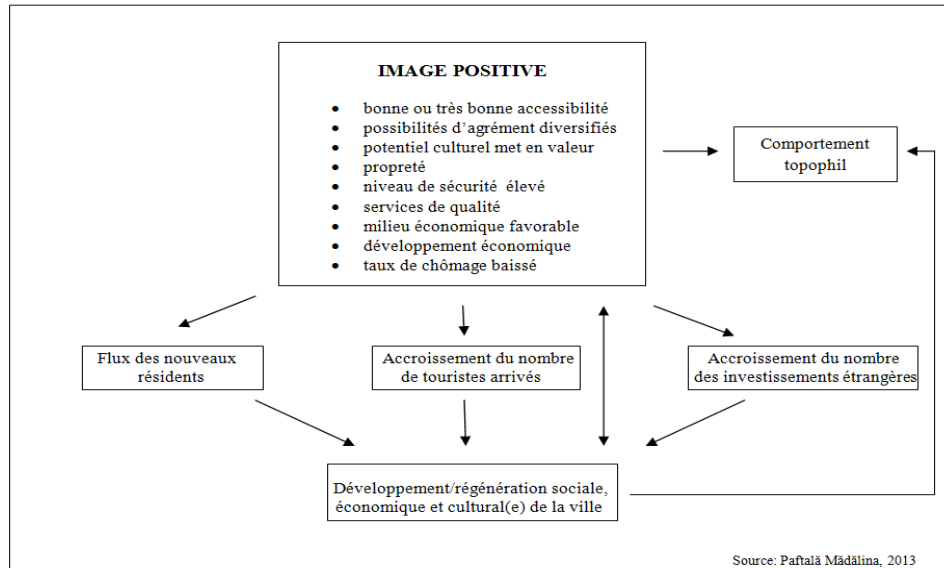 IMAGE POSITIVE
• bonne ou très bonne accessibilité
• possibilités d'agrément diversifiés
• potentiel culturel met en valeur
• propreté
• niveau de sécurité élevé
• services de qualité
• milieu économique favorable
• développement économique
• taux de chômage baissé
Comportement
topophil
Flux des nouveaux
résidents
Accroissement du nombre
de touristes arrivés
Accroissement du nombre
des investissements étrangères
Développement/régénération sociale,
économique et cultural(e) de la ville
Source: Paftală Mădălina, 2013